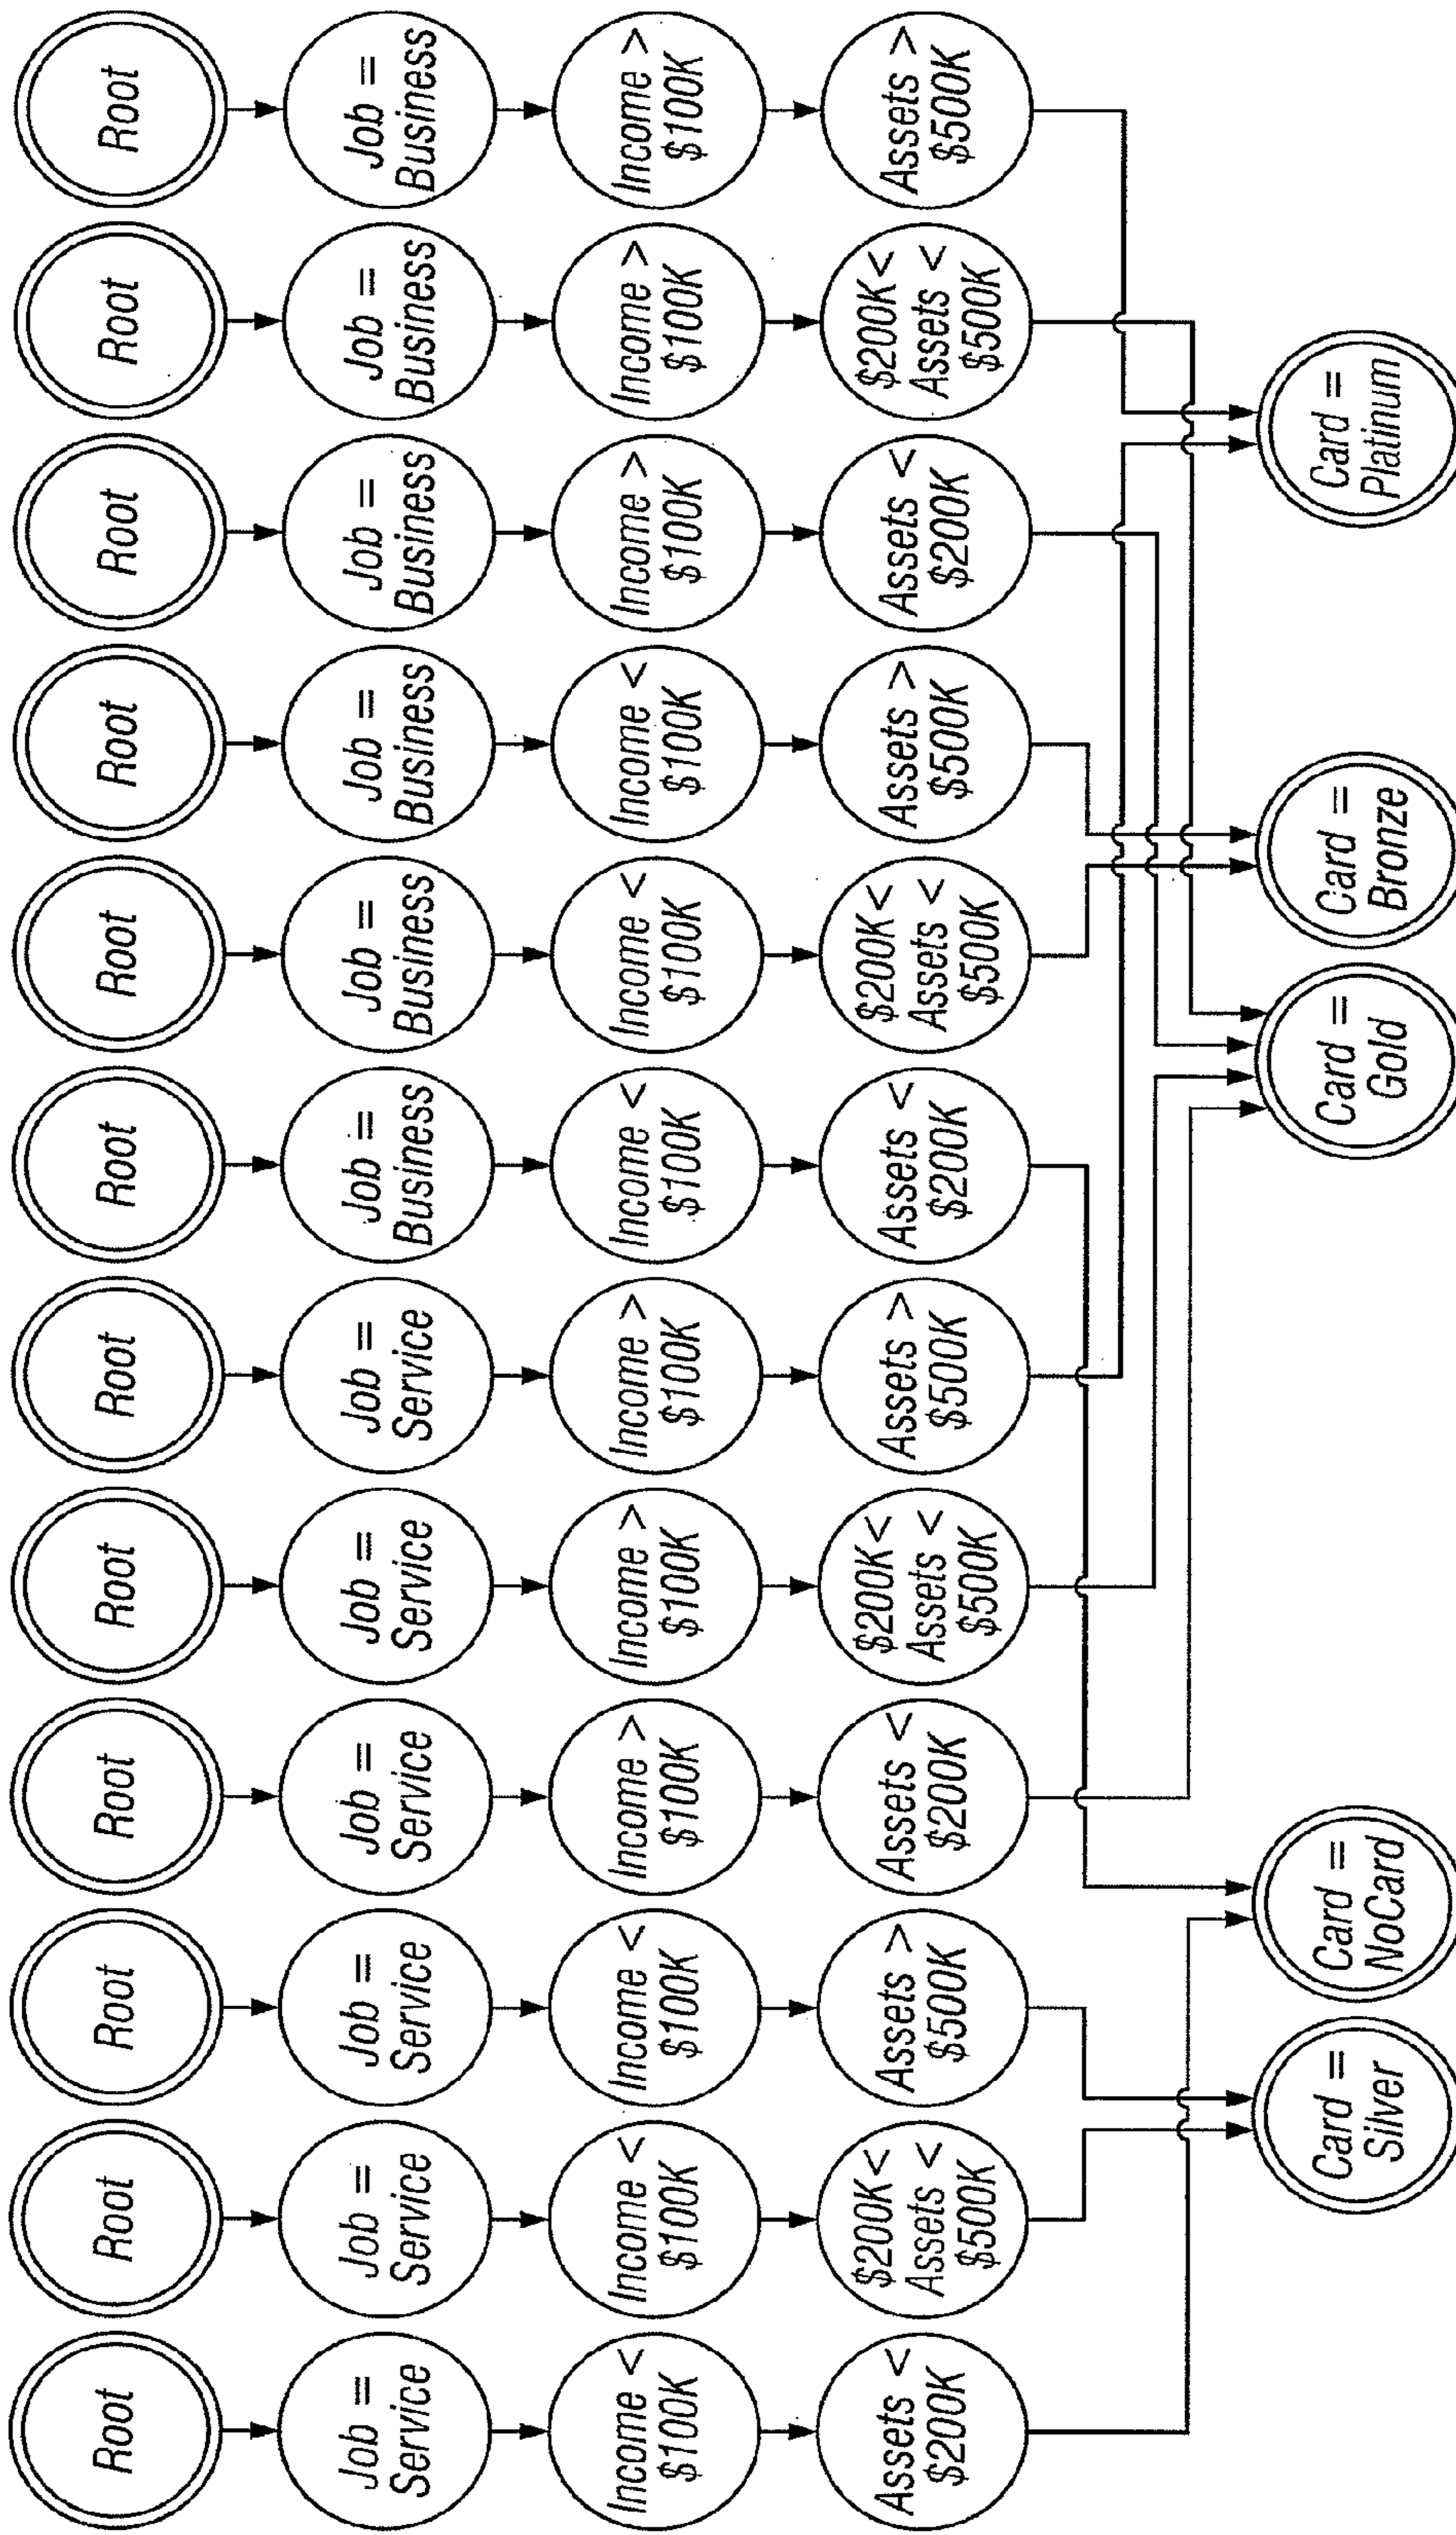 Root
Root
Root
Root
Root
Root
Root
Root
Root
Root
Root
Root
Job =
Service
Job =
Service
Job =
Service
Job =
Service
Job =
Service
Job =
Service
Job =
Business
Job =
Business
Job =
Business
Job =
Business
Job =
Business
Job =
Business
Income <
$100K
Income <
$100K
Income <
$100K
Income >
$100K
Income >
$100K
Income >
$100K
Income <
$100K
Income <
$100K
Income <
$100K
Income >
$100K
Income >
$100K
Income >
$100K
Assets <
$200K
$200K<
Assets <
$500K
Assets >
$500K
Assets <
$200K
$200K<
Assets <
$500K
Assets >
$500K
Assets <
$200K
$200K<
Assets <
$500K
Assets >
$500K
Assets <
$200K
$200K<
Assets <
$500K
Assets >
$500K
Card =
Silver
Card =
NoCard
Card =
Gold
Card =
Bronze
Card =
Platinum